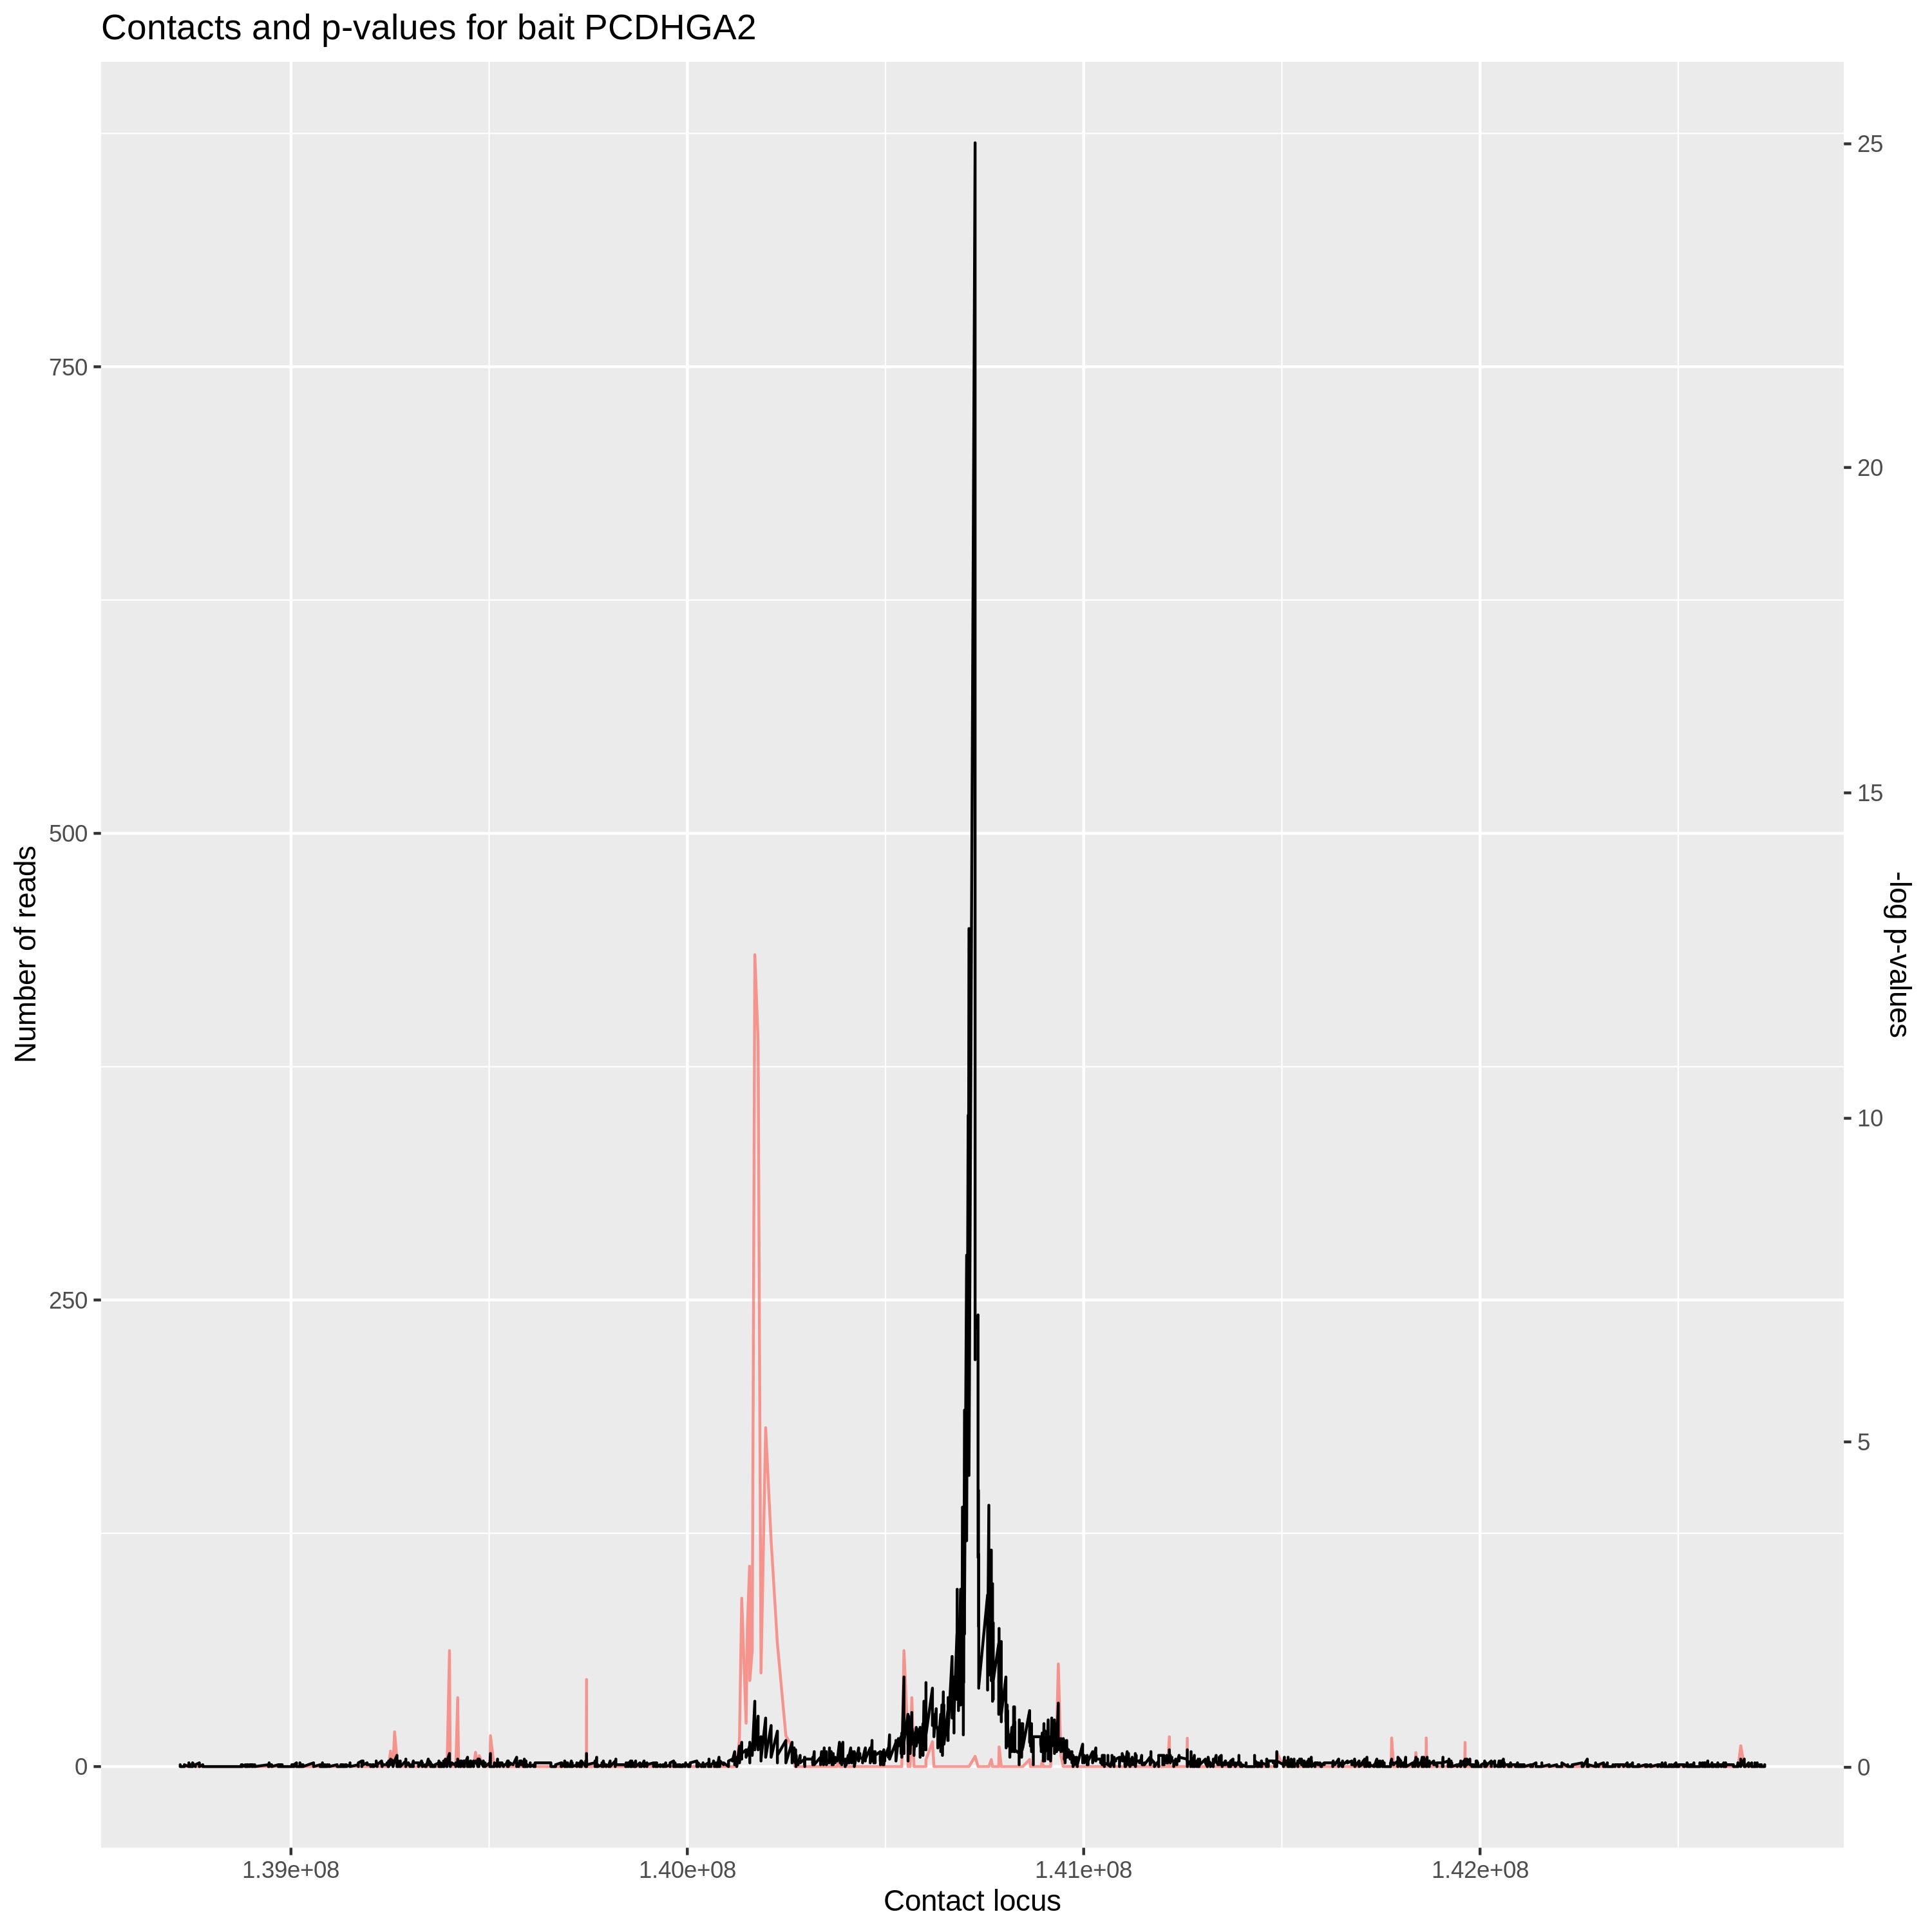 Contacts and p-values for bait PCDHGA2
750
500
250
0
Number of reads
25
20
15
10
5
0
-log p-values
1.39e+08
1.40e+08
1.41e+08
1.42e+08
Contact locus